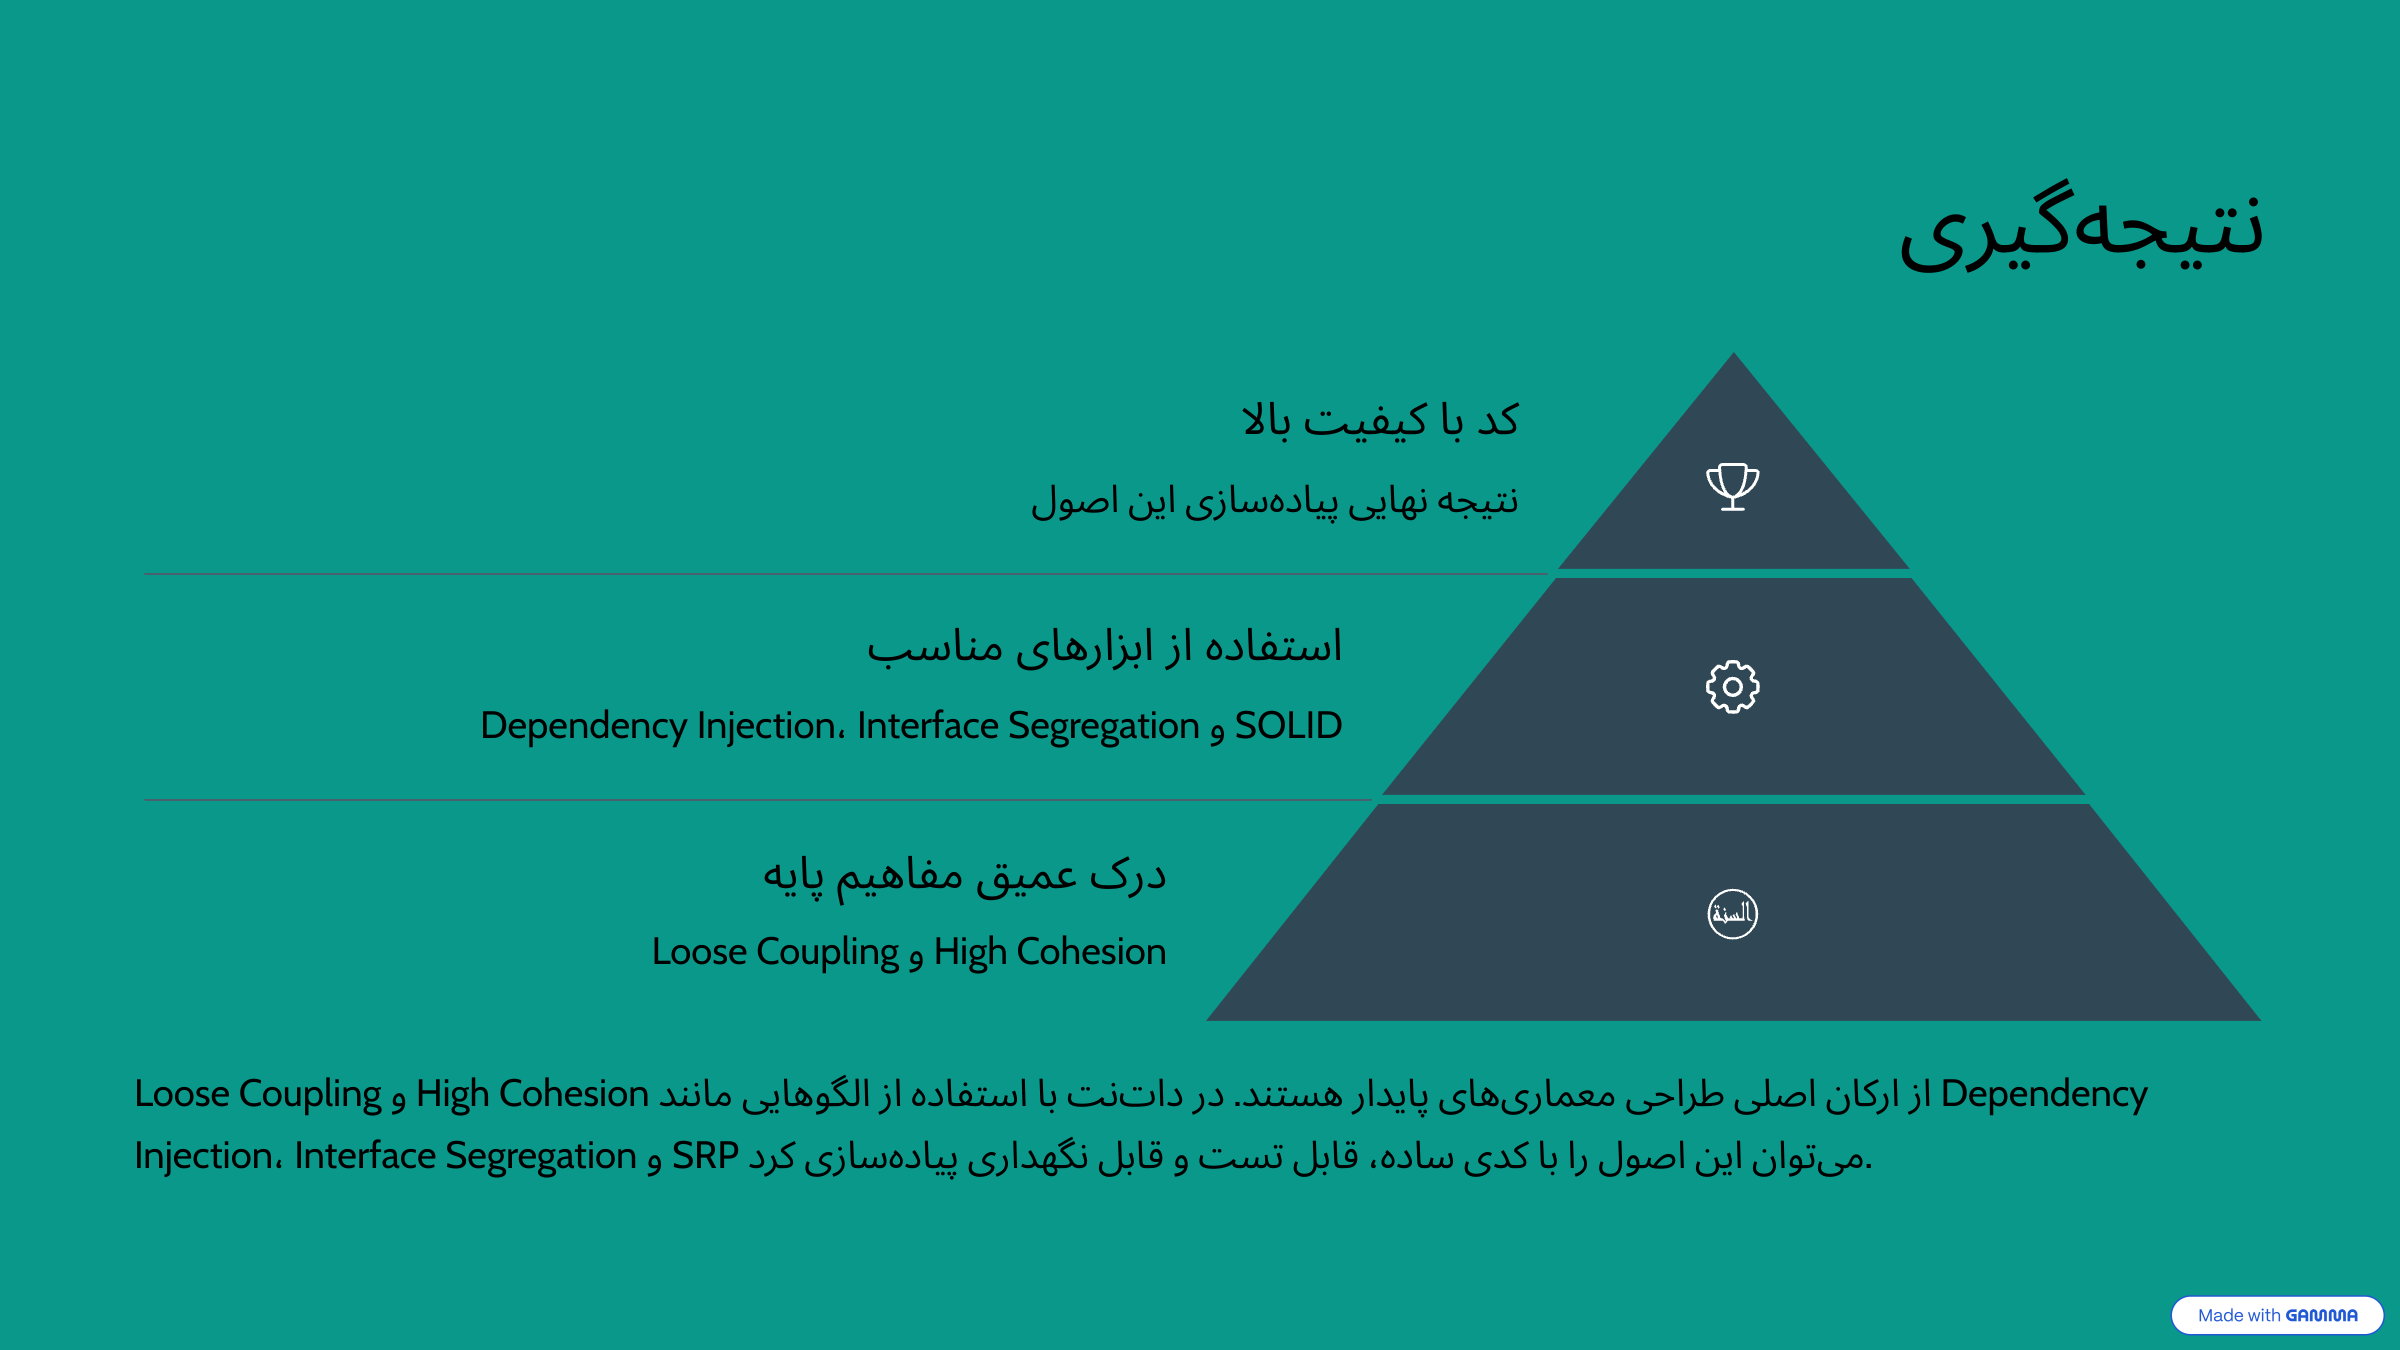 نتیجه‌گیری
کد با کیفیت بالا
نتیجه نهایی پیاده‌سازی این اصول
استفاده از ابزارهای مناسب
Dependency Injection، Interface Segregation و SOLID
درک عمیق مفاهیم پایه
Loose Coupling و High Cohesion
السنة
Loose Coupling و High Cohesion از ارکان اصلی طراحی معماری‌های پایدار هستند. در دات‌نت با استفاده از الگوهایی مانند Dependency
Injection، Interface Segregation و SRP می‌توان این اصول را با کدی ساده، قابل تست و قابل نگهداری پیاده‌سازی کرد.
Made with GAMMA